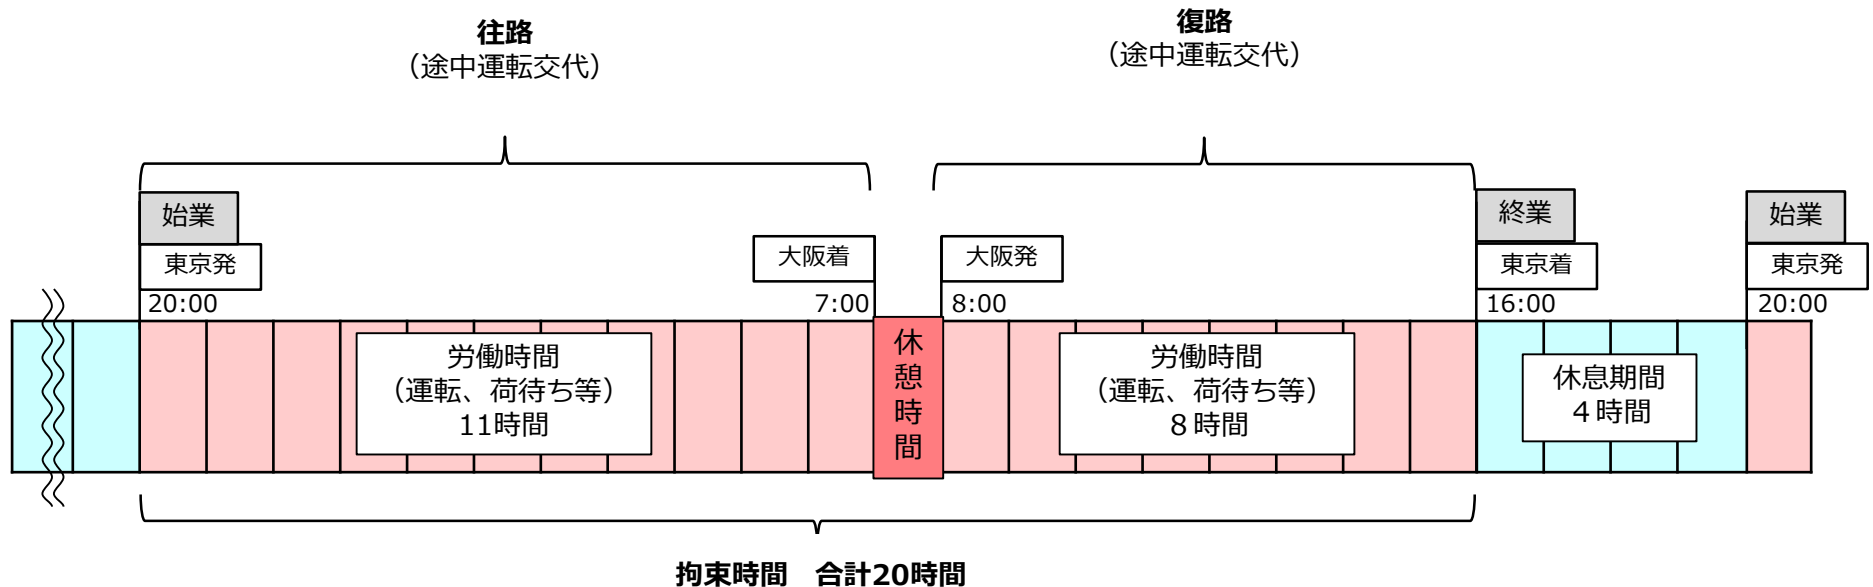 往路
（途中運転交代）
復路
（途中運転交代）
始業
東京発
20:00
大阪着
7:00
大阪発
8:00
終業
東京着
16:00
始業
東京発
20:00
労働時間
（運転、荷待ち等）
11時間
休憩時間
労働時間
（運転、荷待ち等）
８時間
休息期間
４時間
拘束時間　合計20時間